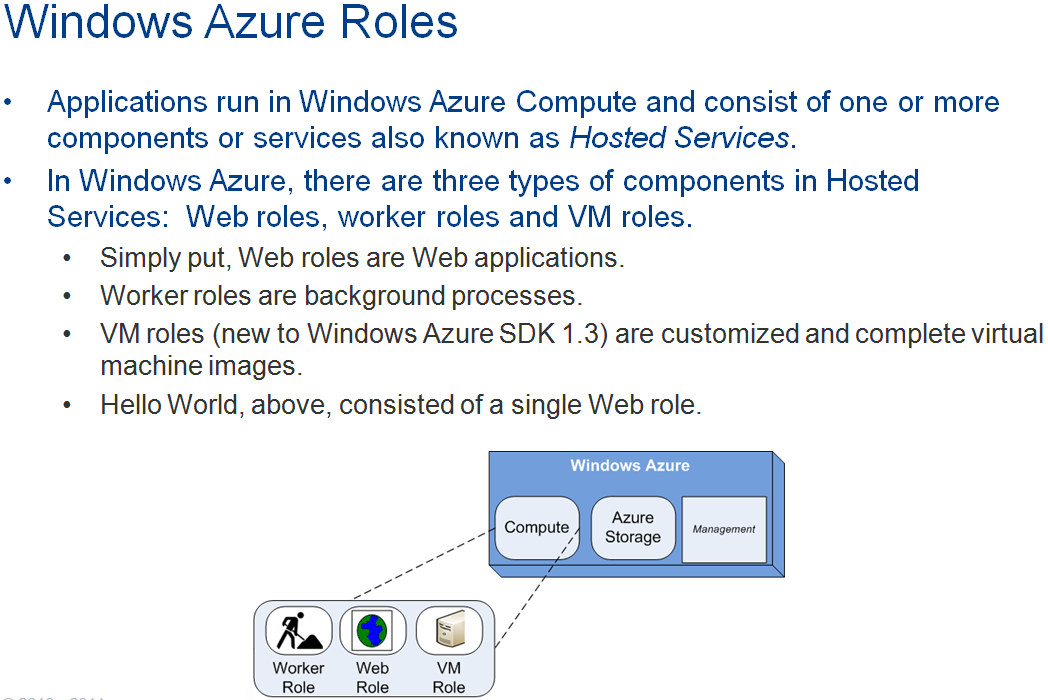 Windows Azure Roles
• Applications run in Windows Azure Compute and consist of one or more
components or services also known as Hosted Services.
• In Windows Azure, there are three types of components in Hosted
Services:  Web roles, worker roles and VM roles.
• Simply put, Web roles are Web applications.
• Worker roles are background processes.
• VM roles (new to Windows Azure SDK 1.3) are customized and complete virtual
machine images.
• Hello World, above, consisted of a single Web role.
Windows Azure
Compute
Azure
Storage
Management
Worker
Role
Web
Role
VM
Role